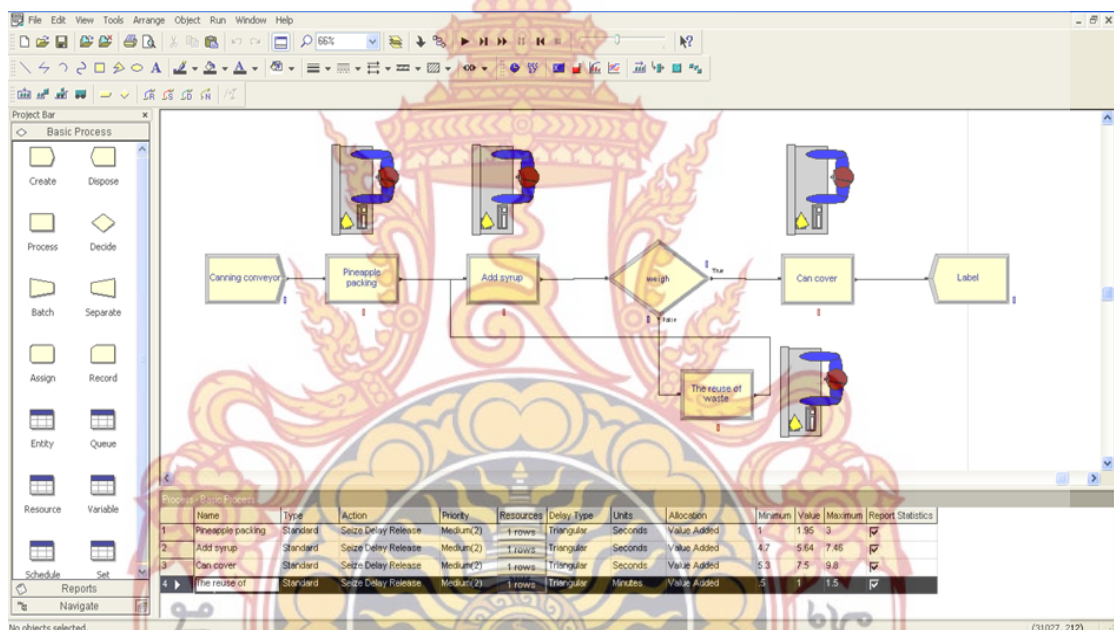 File Edit View Tools Arrange Object Run Window Help
66%
Project Bar
Basic Process
Create Dispose
Process Decide
Batch Separate
Assign Record
Entity Queue
Resource Variable
Schedule Set
Reports
Navigate
Canning conveyor
Pineapple
packing
Add syrup
weigh
True
False
Can cover
Label
The reuse of
waste
Process - Basic Process
Name Type Action Priority Resources Delay Type Units Allocation Minimum Value Maximum Report Statistics
1 Pineapple packing Standard Seize Delay Release Medium(2) 1 rows Triangular Seconds Value Added 1 1.95 3
2 Add syrup Standard Seize Delay Release Medium(2) 1 rows Triangular Seconds Value Added 4.7 5.64 7.46
3 Can cover Standard Seize Delay Release Medium(2) 1 rows Triangular Seconds Value Added 5.3 7.5 9.8
4 The reuse of Standard Seize Delay Release Medium(2) 1 rows Triangular Minutes Value Added .5 1 1.5
No objects selected (31027, 212)